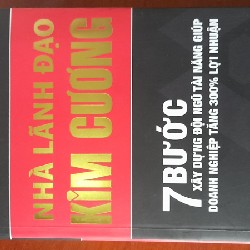 NHÀ LÃNH ĐẠO
KIM CƯƠNG
7 BƯỚC
XÂY DỰNG ĐỘI NGŨ TÀI NĂNG GIÚP
DOANH NGHIỆP TĂNG 300% LỢI NHUẬN